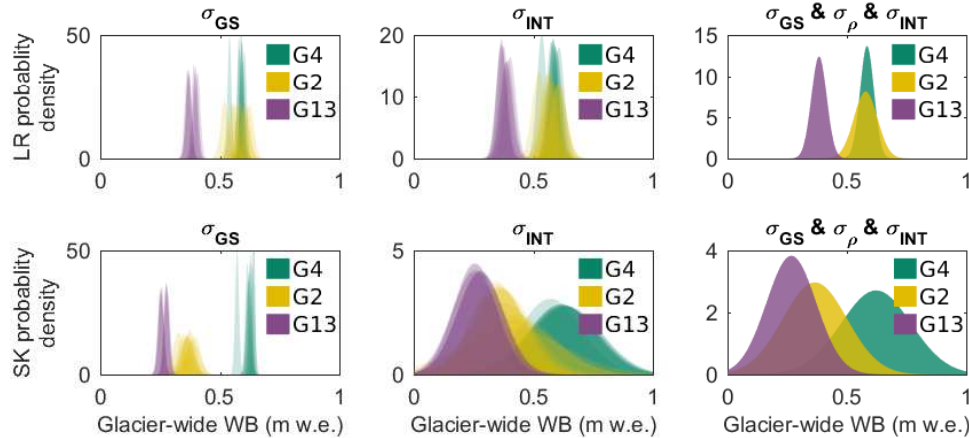 σGS
σINT
σGS & σρ & σINT
LR probablity
density
50
0
G4
G2
G13
0
0.5
1
20
10
0
G4
G2
G13
0
0.5
1
15
10
5
0
G4
G2
G13
0
0.5
1
σGS
σINT
σGS & σρ & σINT
SK probablity
density
50
0
G4
G2
G13
0
0.5
1
Glacier-wide WB (m w.e.)
5
0
G4
G2
G13
0
0.5
1
Glacier-wide WB (m w.e.)
4
2
0
G4
G2
G13
0
0.5
1
Glacier-wide WB (m w.e.)